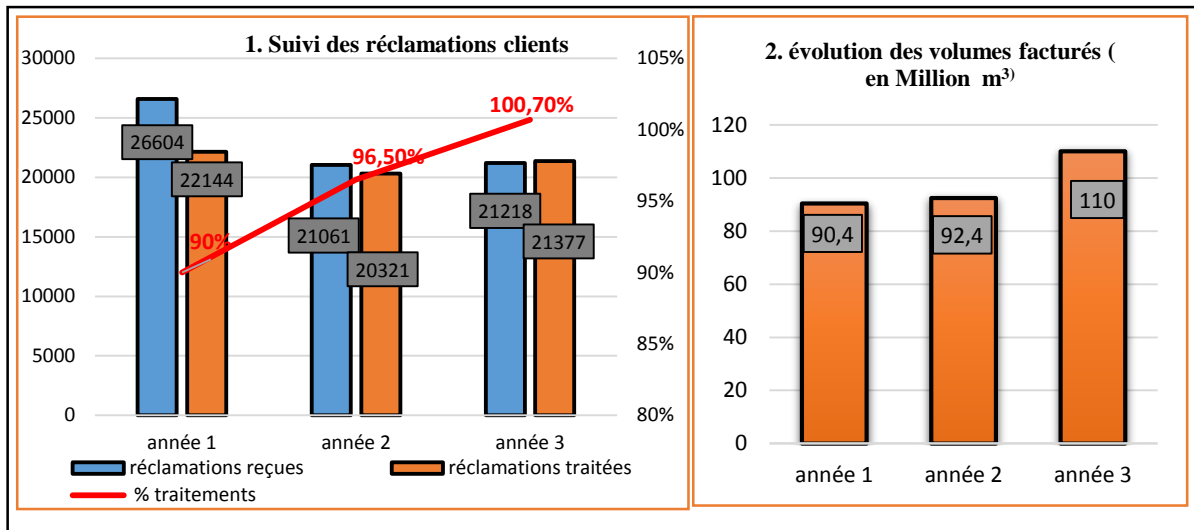 1. Suivi des réclamations clients
30000
25000
20000
15000
10000
5000
0
105%
100%
95%
90%
85%
80%
26604
22144
21061
20321
21218
21377
90%
96,50%
100,70%
année 1
année 2
année 3
réclamations reçues
réclamations traitées
% traitements
2. évolution des volumes facturés (
en Million m³⁾
120
100
80
60
40
20
0
90,4
92,4
110
année 1
année 2
année 3